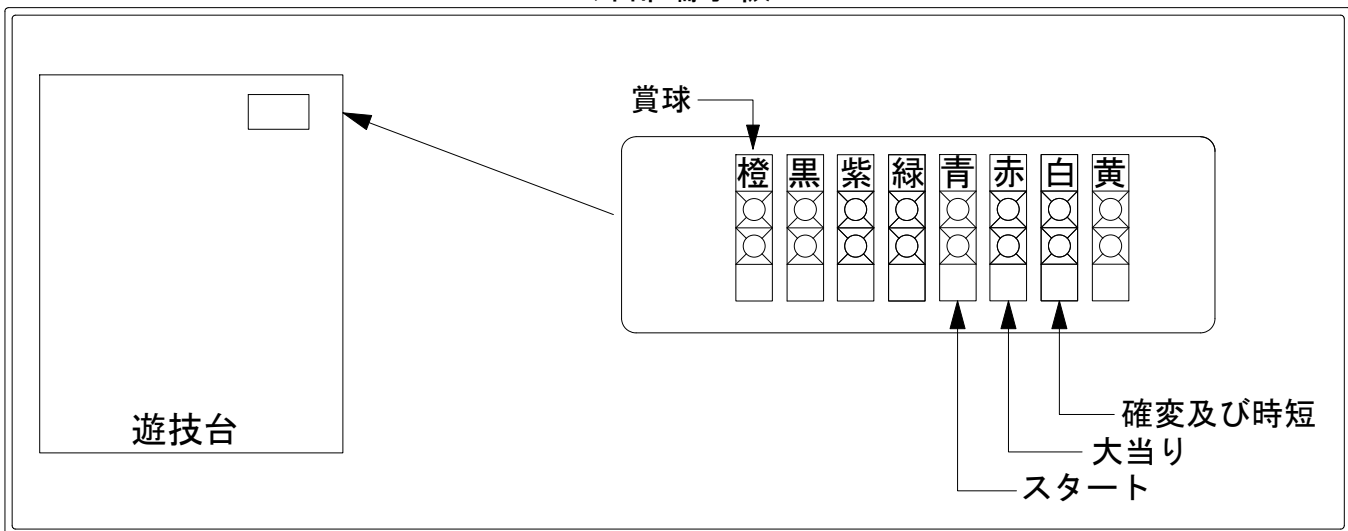 賞球
橙 黒 紫 緑 青 赤 白 黄
遊技台
確変及び時短
大当り
スタート